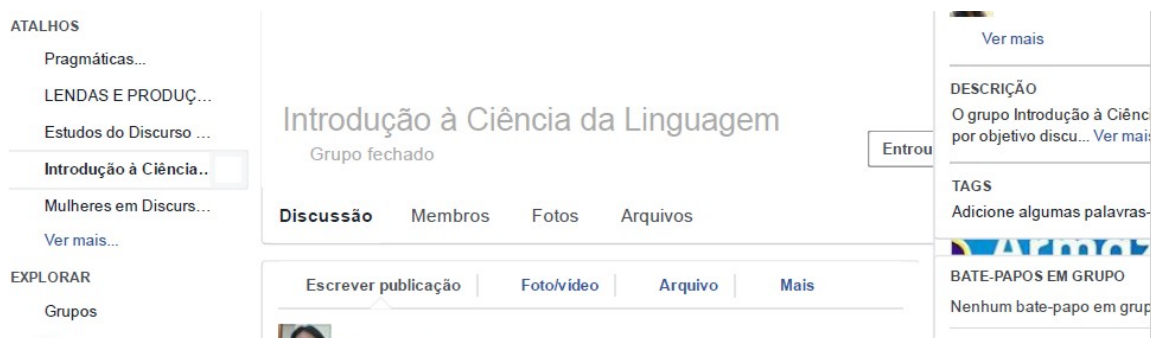 ATALHOS
Pragmáticas...
LENDAS E PRODUÇ...
Estudos do Discurso ...
Introdução à Ciência...
Mulheres em Discurs...
Ver mais...
EXPLORAR
Grupos
Introdução à Ciência da Linguagem
Grupo fechado
Entrou
Discussão Membros Fotos Arquivos
Escrever publicação Foto/vídeo Arquivo Mais
Ver mais
DESCRIÇÃO
O grupo Introdução à Ciênci
por objetivo discu... Ver mais
TAGS
Adicione algumas palavras-
Armaz
BATE-PAPOS EM GRUPO
Nenhum bate-papo em grup